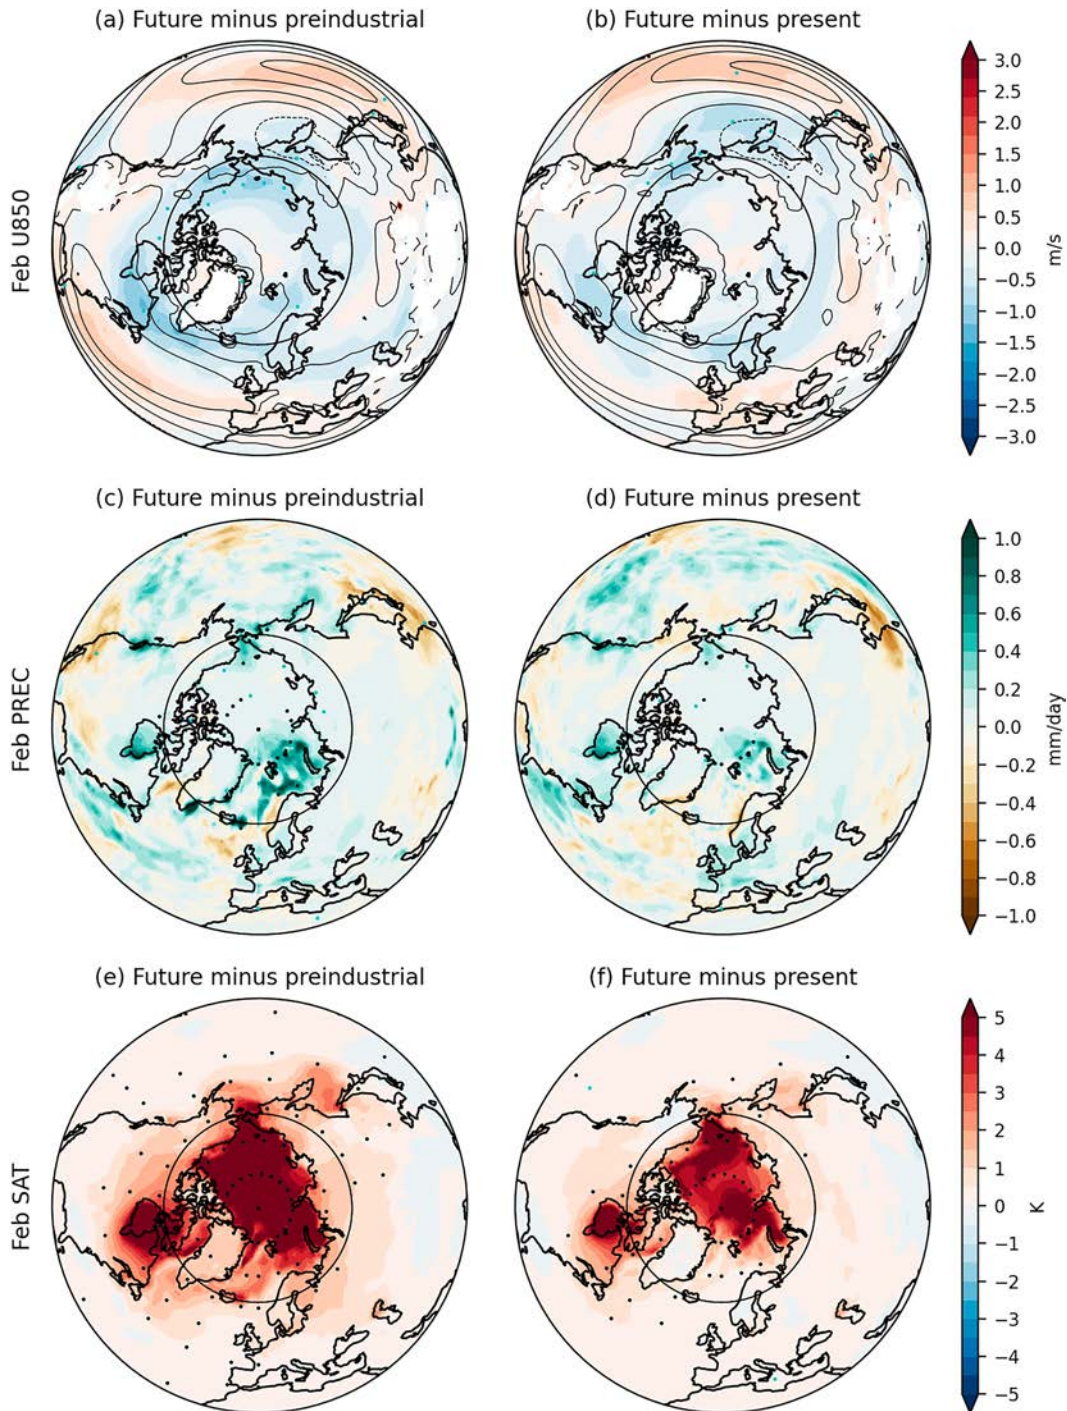 (a) Future minus preindustrial
(b) Future minus present
Feb U850
3.0
2.5
2.0
1.5
1.0
0.5
0.0
−0.5
−1.0
−1.5
−2.0
−2.5
−3.0
m/s
(c) Future minus preindustrial
(d) Future minus present
Feb PREC
1.0
0.8
0.6
0.4
0.2
0.0
−0.2
−0.4
−0.6
−0.8
−1.0
mm/day
(e) Future minus preindustrial
(f) Future minus present
Feb SAT
5
4
3
2
1
0
−1
−2
−3
−4
−5
K